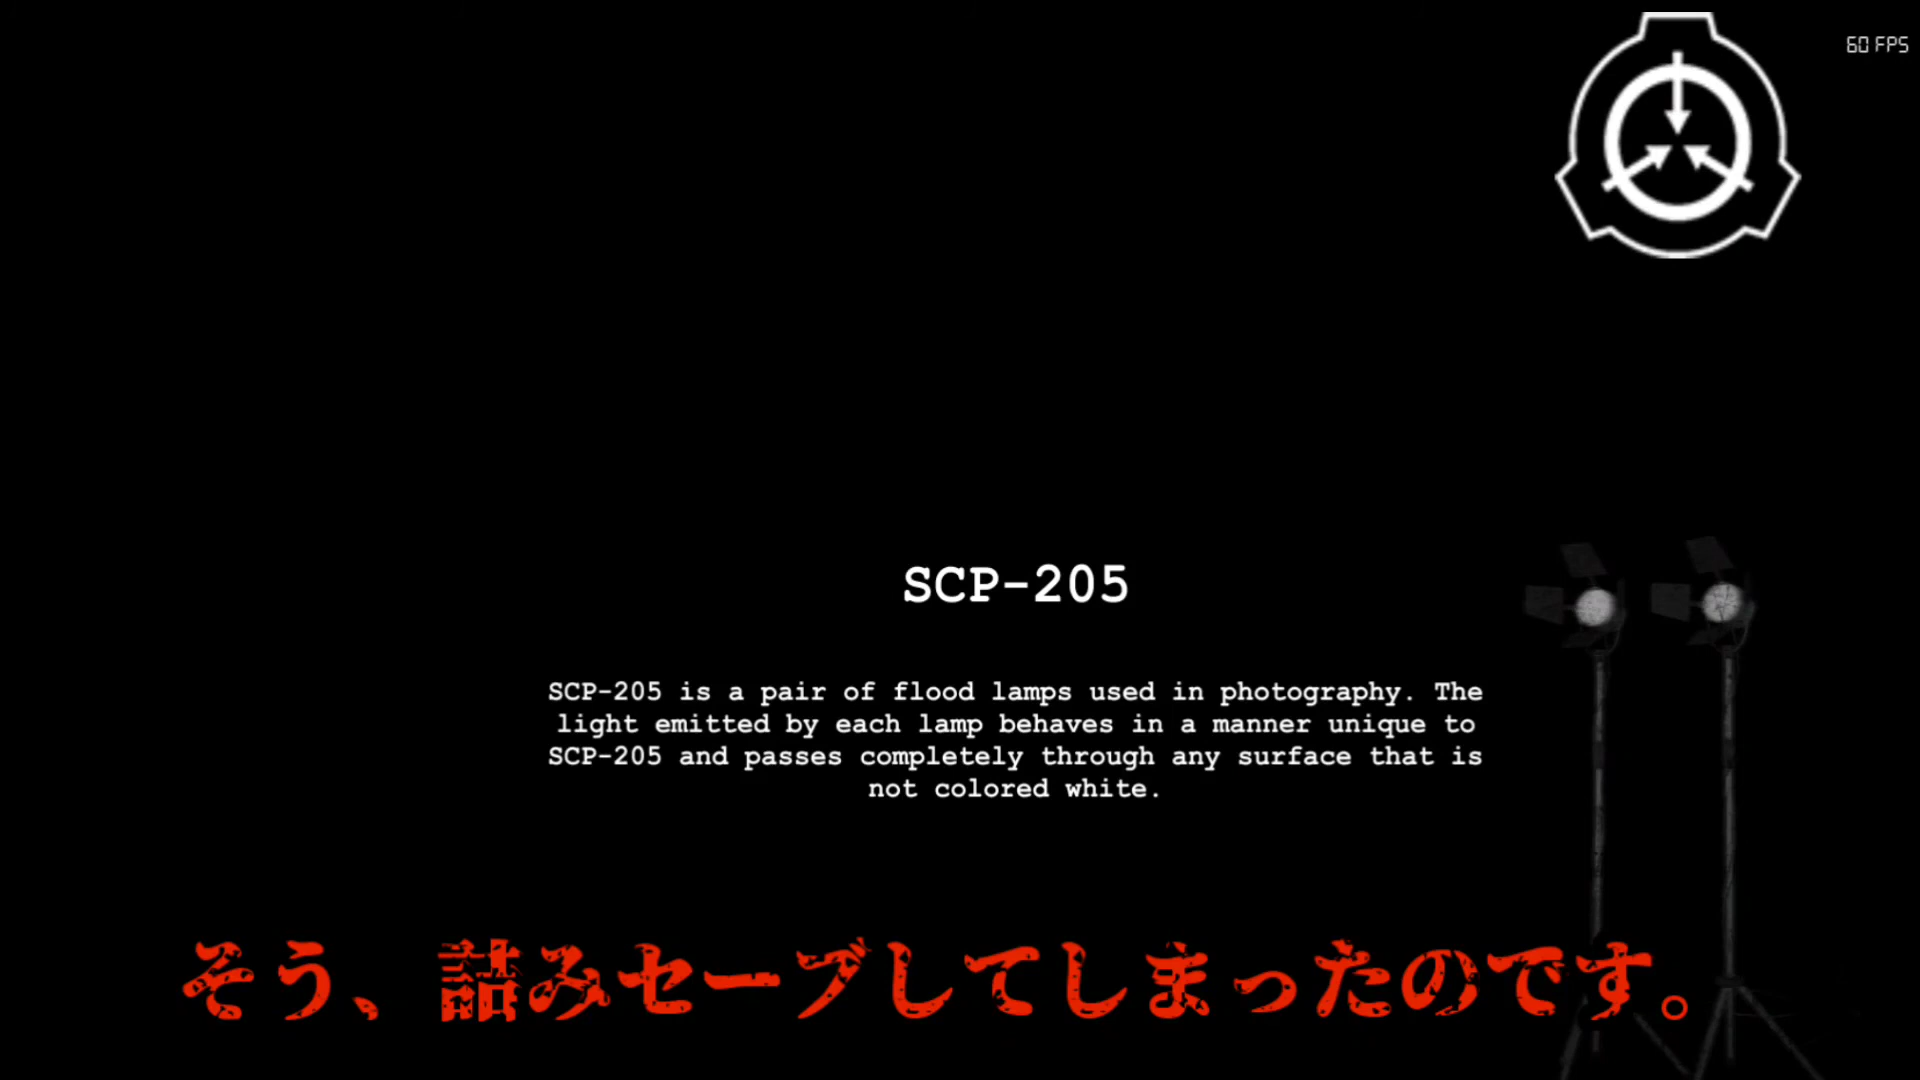 60 FPS
SCP-205
SCP-205 is a pair of flood lamps used in photography. The
light emitted by each lamp behaves in a manner unique to
SCP-205 and passes completely through any surface that is
not colored white.
そう、詰みセーブしてしまったのです。